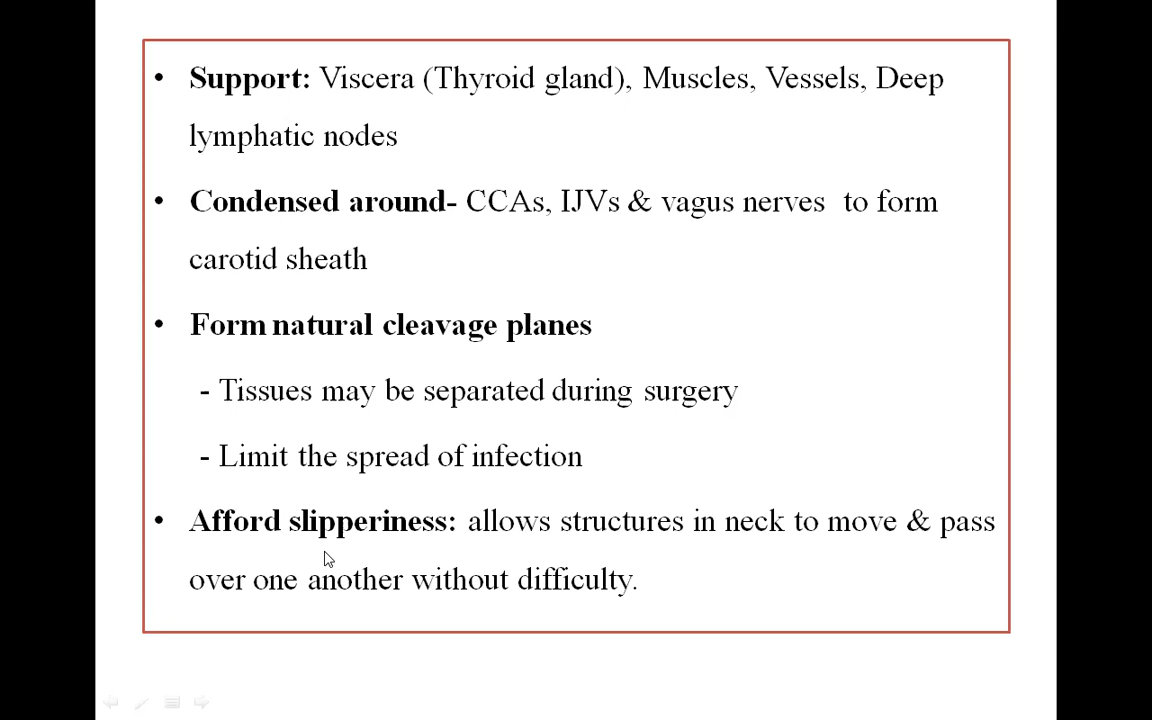 • Support: Viscera (Thyroid gland), Muscles, Vessels, Deep
lymphatic nodes
• Condensed around- CCAs, IJVs & vagus nerves to form
carotid sheath
• Form natural cleavage planes
- Tissues may be separated during surgery
- Limit the spread of infection
• Afford slipperiness: allows structures in neck to move & pass
over one another without difficulty.